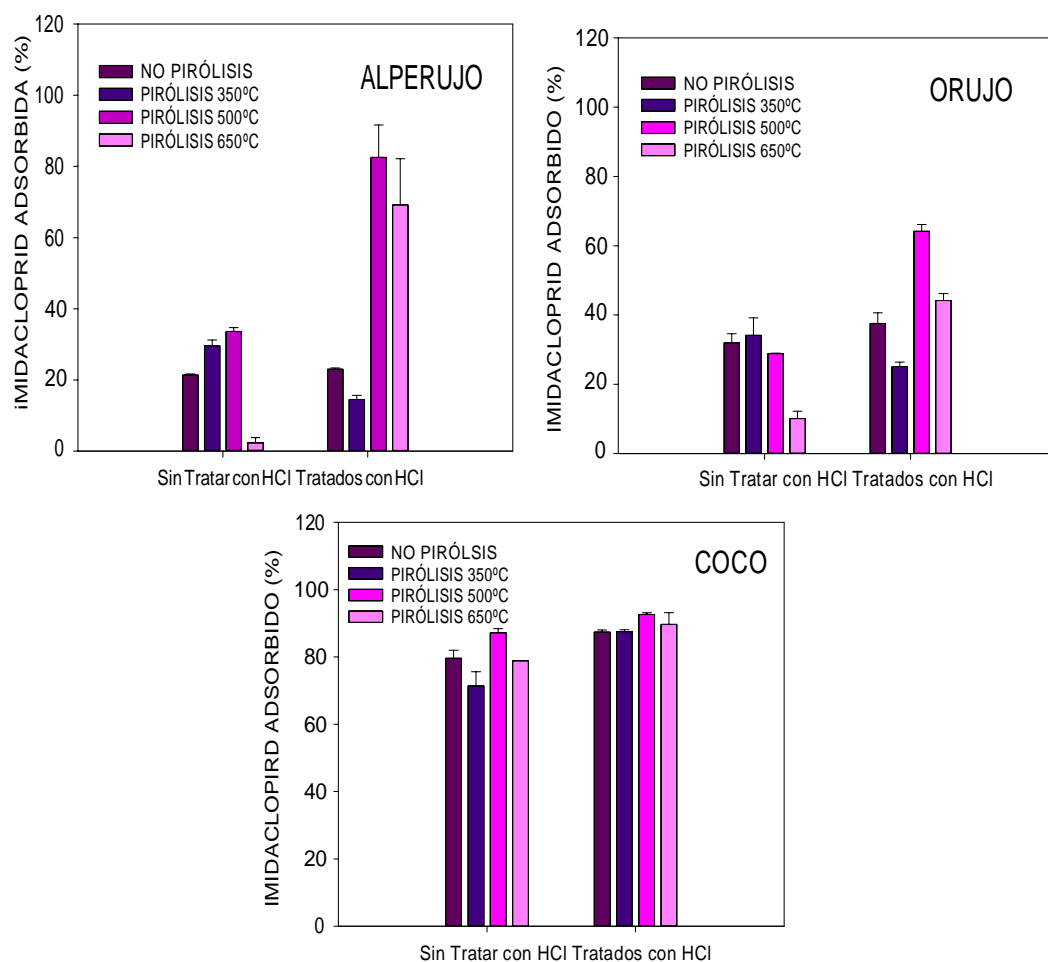 ALPERUJO
iMIDACLOPRID ADSORBIDA (%)
120
100
80
60
40
20
0
NO PIRÓLISIS
PIRÓLISIS 350ºC
PIRÓLISIS 500ºC
PIRÓLISIS 650ºC
Sin Tratar con HCl Tratados con HCl
ORUJO
IMIDACLOPRID ADSORBIDO (%)
120
100
80
60
40
20
0
NO PIRÓLISIS
PIRÓLISIS 350ºC
PIRÓLISIS 500ºC
PIRÓLISIS 650ºC
Sin Tratar con HCl Tratados con HCl
COCO
IMIDACLOPIRD ADSORBIDO (%)
120
100
80
60
40
20
0
NO PIRÓLSIS
PIRÓLISIS 350ºC
PIRÓLISIS 500ºC
PIRÓLISIS 650ºC
Sin Tratar con HCl Tratados con HCl